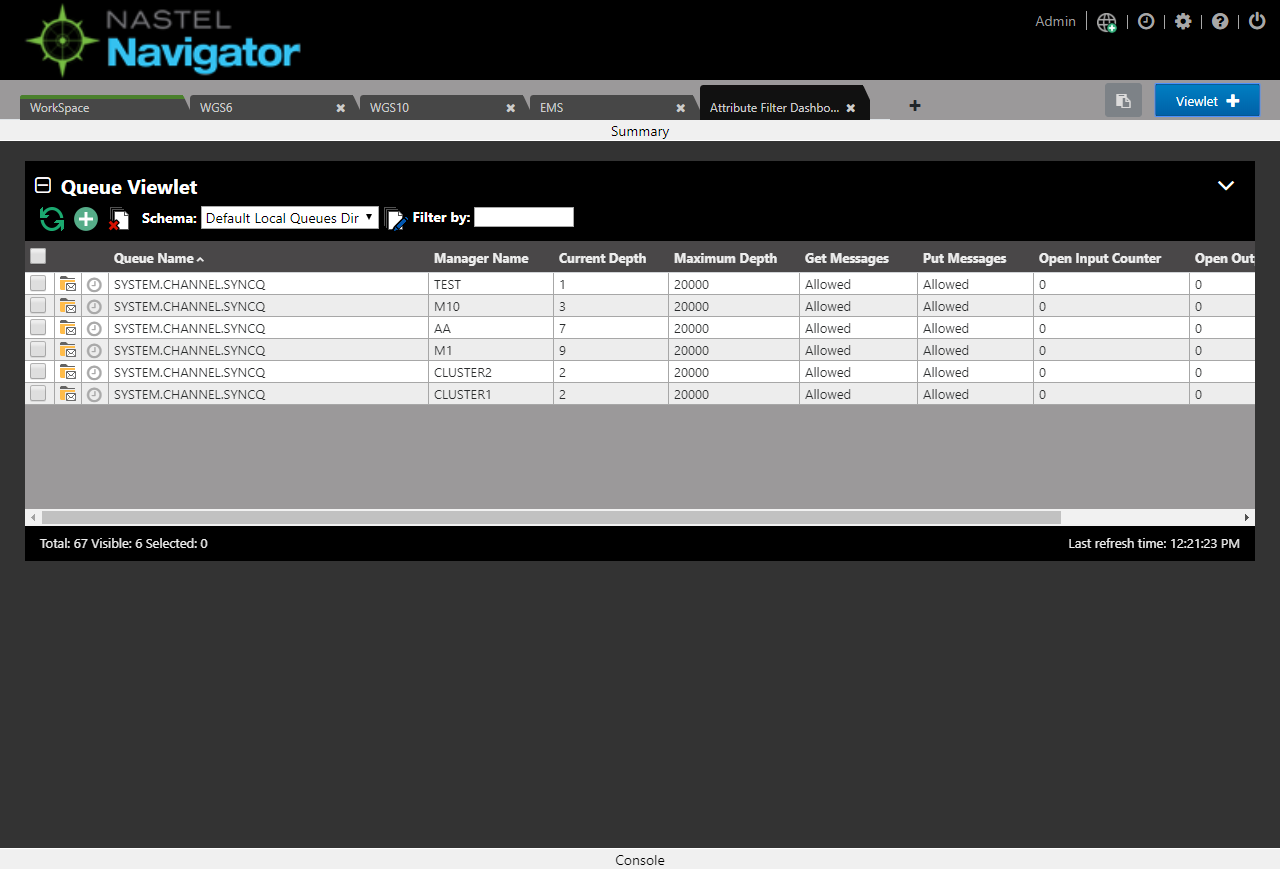 NASTEL
Navigator
Admin
WorkSpace WGS6 WGS10 EMS Attribute Filter Dashbo... Viewlet
Summary
Queue Viewlet
Schema: Default Local Queues Dir Filter by:
Queue Name Manager Name Current Depth Maximum Depth Get Messages Put Messages Open Input Counter Open Out
SYSTEM.CHANNEL.SYNCQ TEST 1 20000 Allowed Allowed 0 0
SYSTEM.CHANNEL.SYNCQ M10 3 20000 Allowed Allowed 0 0
SYSTEM.CHANNEL.SYNCQ AA 7 20000 Allowed Allowed 0 0
SYSTEM.CHANNEL.SYNCQ M1 9 20000 Allowed Allowed 0 0
SYSTEM.CHANNEL.SYNCQ CLUSTER2 2 20000 Allowed Allowed 0 0
SYSTEM.CHANNEL.SYNCQ CLUSTER1 2 20000 Allowed Allowed 0 0
Total: 67 Visible: 6 Selected: 0 Last refresh time: 12:21:23 PM
Console